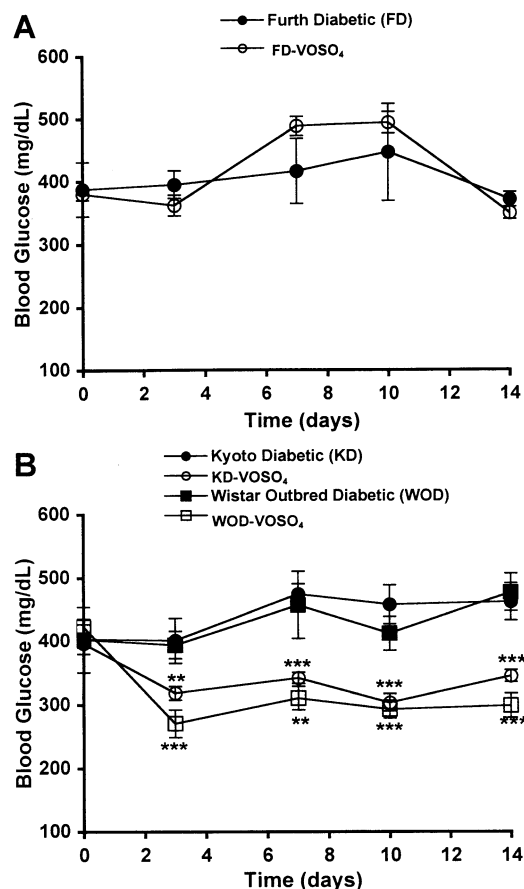 A
Furth Diabetic (FD)
FD-VOSO₄
600
500
400
300
200
100
Blood Glucose (mg/dL)
0 2 4 6 8 10 12 14
Time (days)
B
Kyoto Diabetic (KD)
KD-VOSO₄
Wistar Outbred Diabetic (WOD)
WOD-VOSO₄
600
500
400
300
200
100
Blood Glucose (mg/dL)
** *** *** ***
*** ** *** ***
0 2 4 6 8 10 12 14
Time (days)